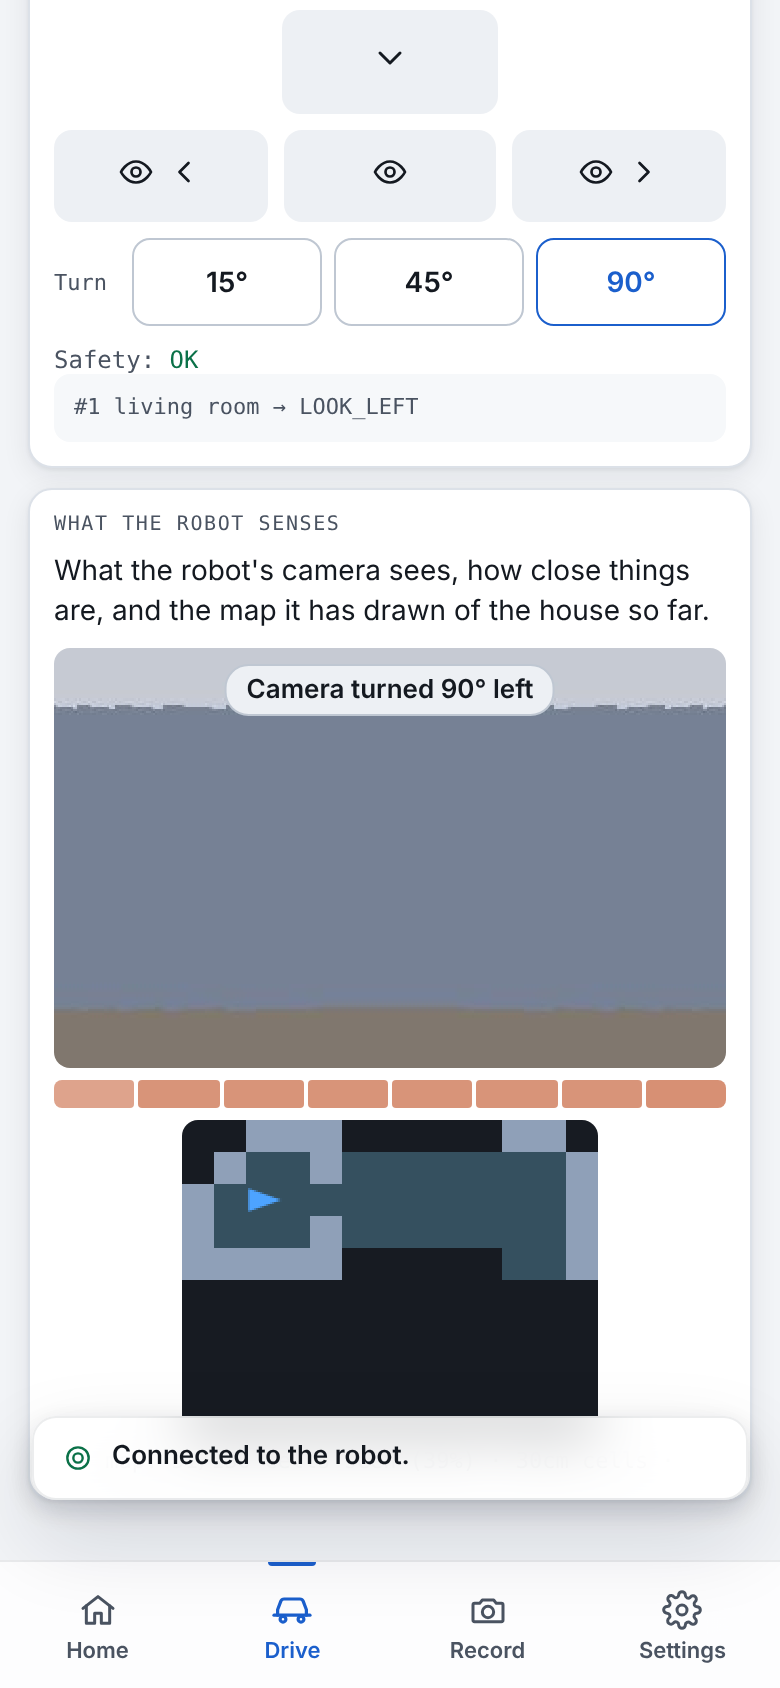 Turn
15°
45°
90°
Safety: OK
#1 living room → LOOK_LEFT
WHAT THE ROBOT SENSES
What the robot's camera sees, how close things
are, and the map it has drawn of the house so far.
Camera turned 90° left
Connected to the robot.
Home
Drive
Record
Settings